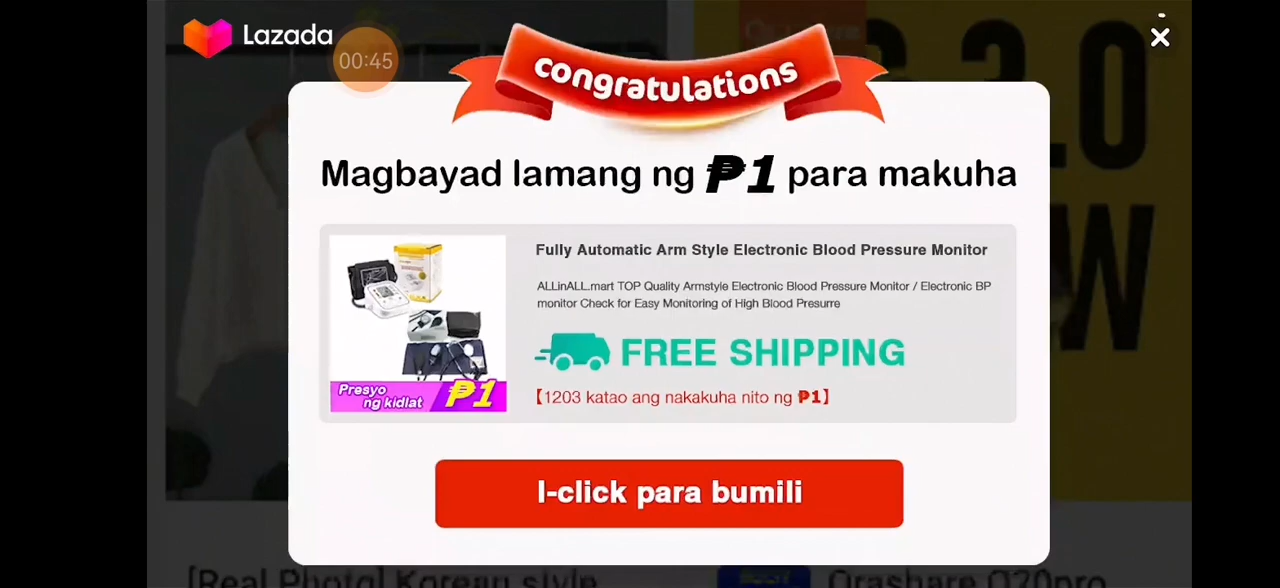 Lazada
00:45
congratulations
Magbayad lamang ng ₱1 para makuha
Fully Automatic Arm Style Electronic Blood Pressure Monitor
ALLinALL.mart TOP Quality Armstyle Electronic Blood Pressure Monitor / Electronic BP
monitor Check for Easy Monitoring of High Blood Presurre
FREE SHIPPING
Presyo
ng kidlat ₱1
【1203 katao ang nakakuha nito ng ₱1】
I-click para bumili
[Real Photo] Korean style
Orashare O20pro